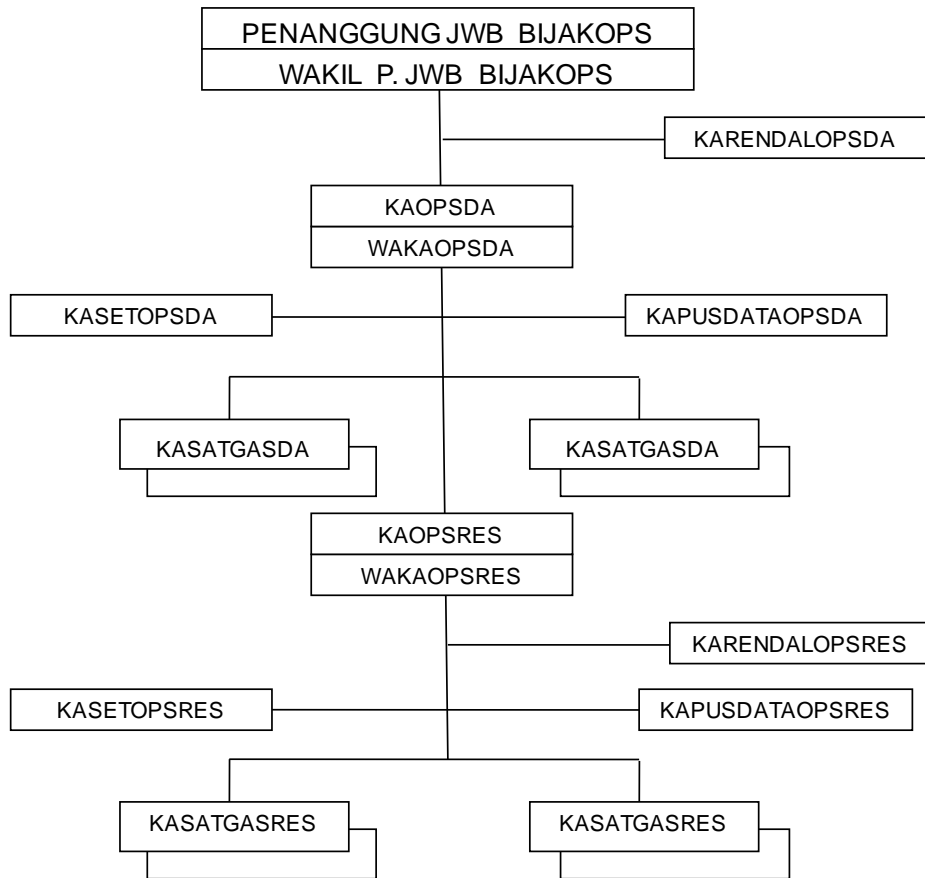 PENANGGUNG JWB BIJAKOPS
WAKIL P. JWB BIJAKOPS
KARENDALOPSDA
KAOPSDA
WAKAOPSDA
KASETOPSDA
KAPUSDATAOPSDA
KASATGASDA
KASATGASDA
KAOPSRES
WAKAOPSRES
KARENDALOPSRES
KASETOPSRES
KAPUSDATAOPSRES
KASATGASRES
KASATGASRES